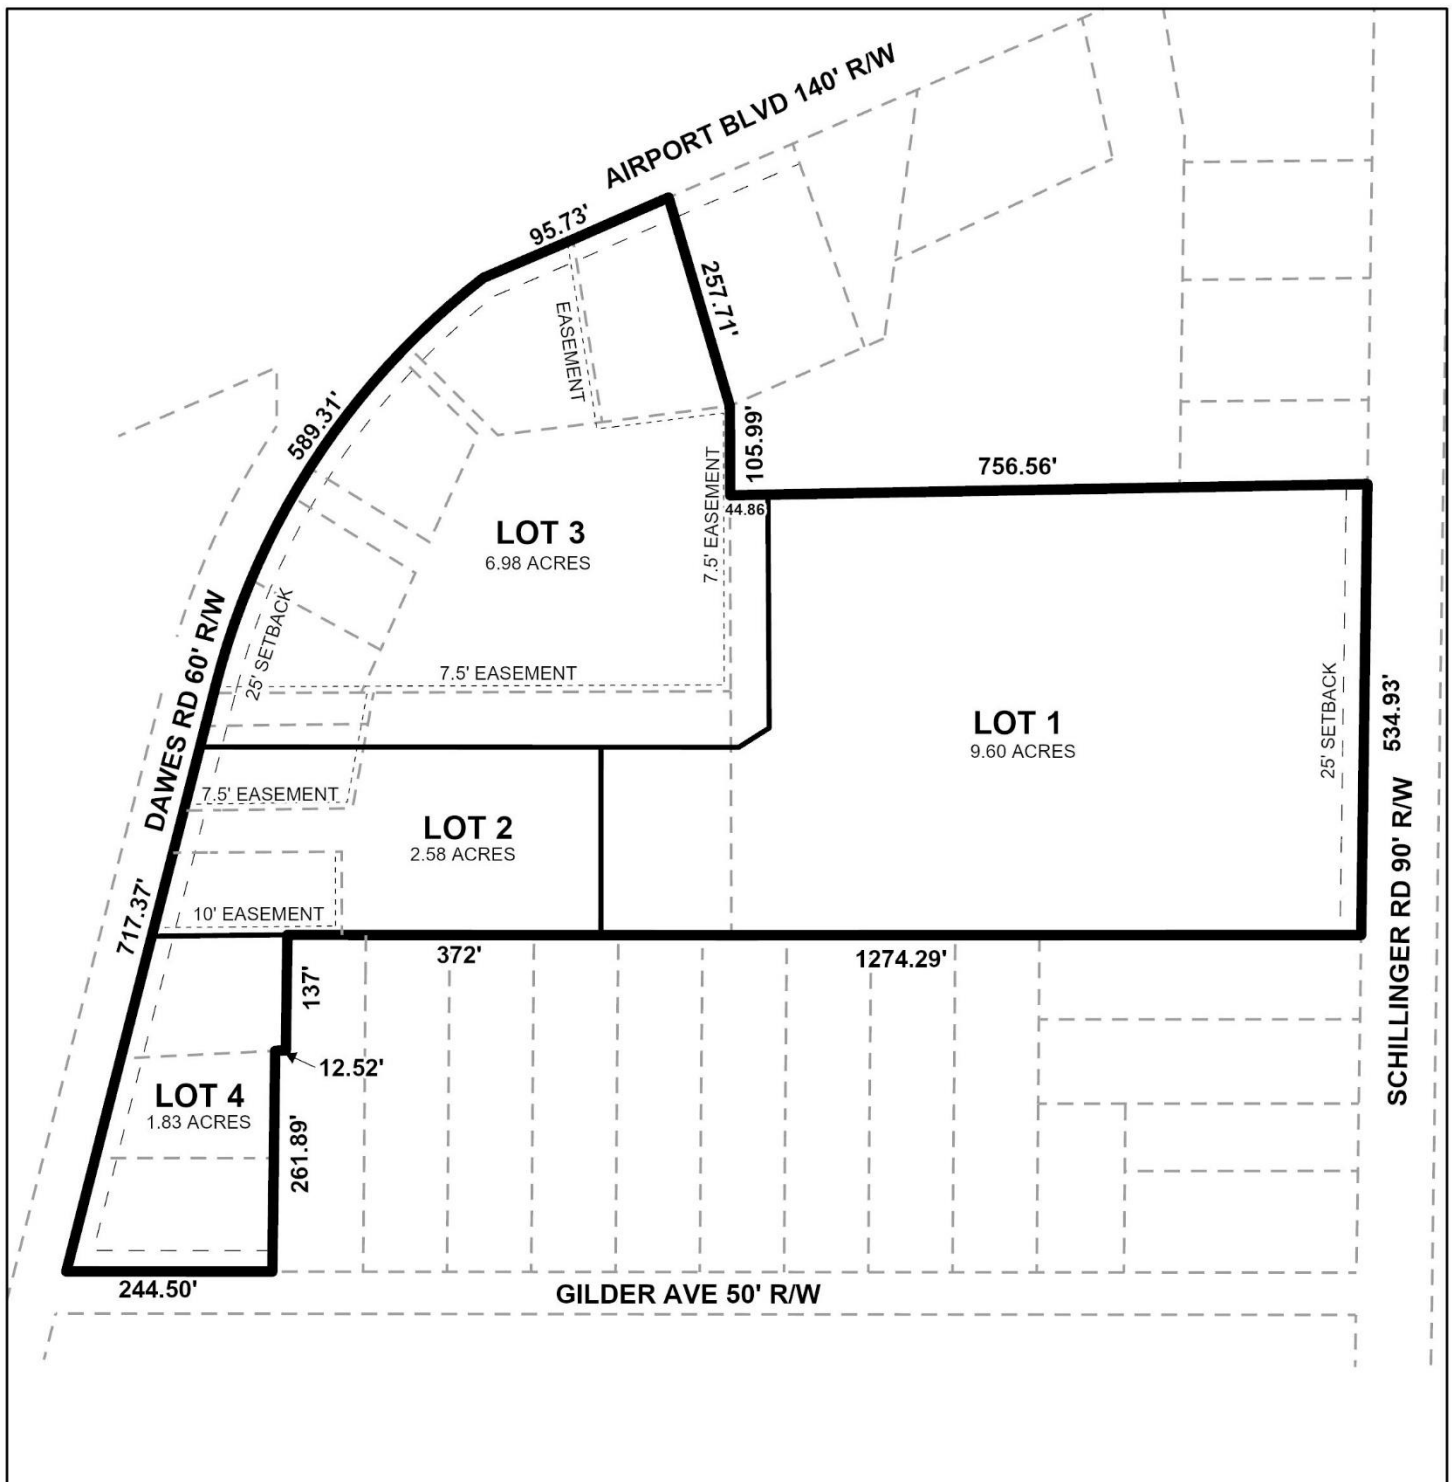 AIRPORT BLVD 140' R/W
95.73'
257.71'
EASEMENT
589.31'
105.99'
756.56'
7.5' EASEMENT
44.86
LOT 3
6.98 ACRES
25' SETBACK
DAWES RD 60' R/W
7.5' EASEMENT
LOT 1
9.60 ACRES
25' SETBACK
534.93'
7.5' EASEMENT
LOT 2
2.58 ACRES
SCHILLINGER RD 90' R/W
717.37'
10' EASEMENT
372'
1274.29'
137'
12.52'
LOT 4
1.83 ACRES
261.89'
244.50'
GILDER AVE 50' R/W